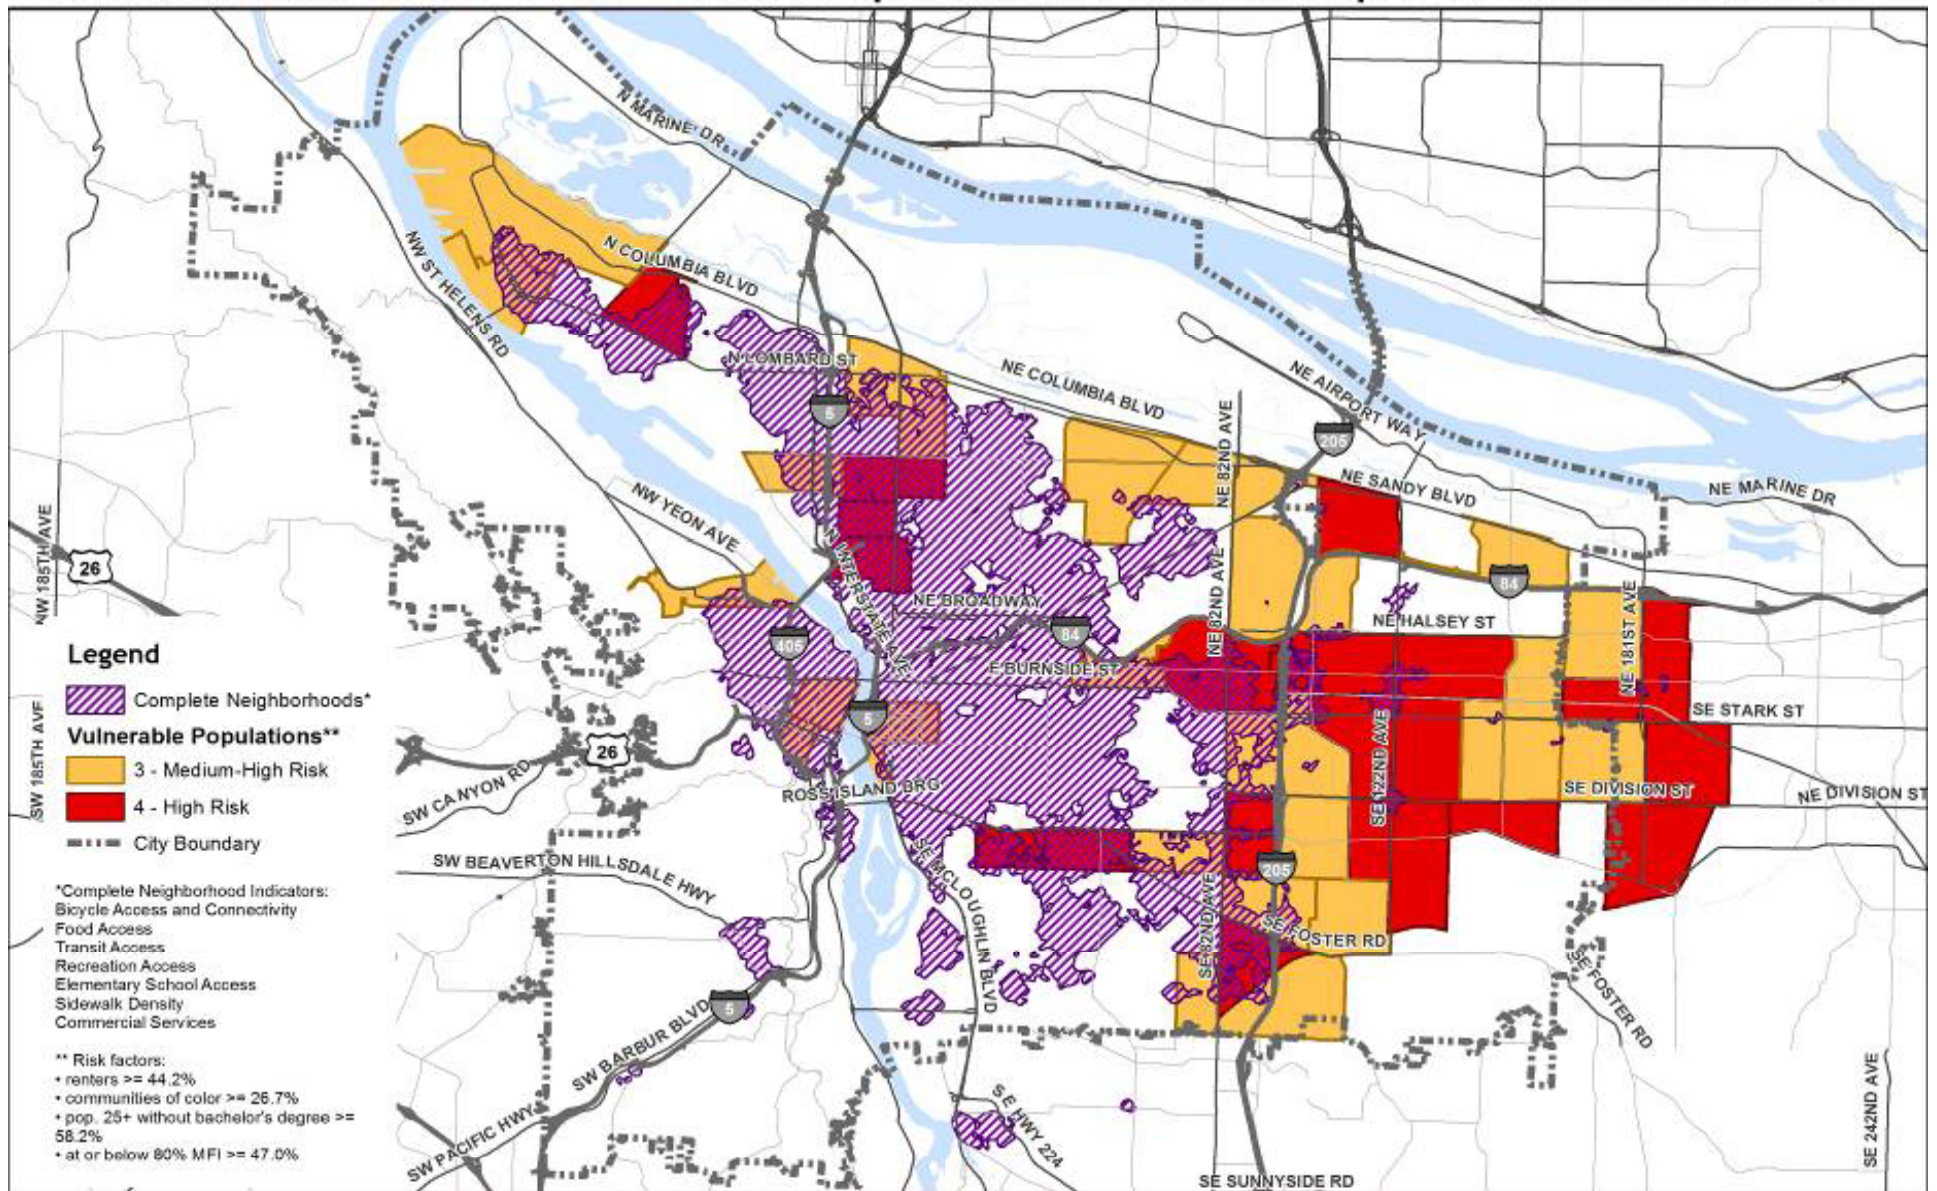 N MARINE DR
N COLUMBIA BLVD
NW ST HELENS RD
N LOMBARD ST
NE COLUMBIA BLVD
NE AIRPORT WAY
5
205
NE 82ND AVE
NE SANDY BLVD
NE MARINE DR
NW YEON AVE
NW 185TH AVE
26
N INTERSTATE AVE
NE 82ND AVE
84
NE BROADWAY
NE HALSEY ST
NE 181ST AVE
84
405
E BURNSIDE ST
Legend
Complete Neighborhoods*
Vulnerable Populations**
3 - Medium-High Risk
4 - High Risk
City Boundary
SW 185TH AVE
5
SE STARK ST
26
SE 122ND AVE
SW CANYON RD
ROSS ISLAND BRG
SE DIVISION ST
NE DIVISION ST
SW BEAVERTON HILLSDALE HWY
SE MCLOUGHLIN BLVD
205
SE 82ND AVE
SE FOSTER RD
SE FOSTER RD
*Complete Neighborhood Indicators:
Bicycle Access and Connectivity
Food Access
Transit Access
Recreation Access
Elementary School Access
Sidewalk Density
Commercial Services
5
SW BARBUR BLVD
** Risk factors:
• renters >= 44.2%
• communities of color >= 26.7%
• pop. 25+ without bachelor's degree >=
58.2%
• at or below 80% MFI >= 47.0%
SW PACIFIC HWY
SE HWY 224
SE 242ND AVE
SE SUNNYSIDE RD